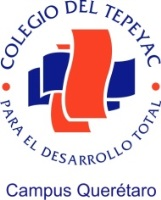 COLEGIO DEL TEPEYAC
PARA EL DESARROLLO TOTAL
Campus Querétaro